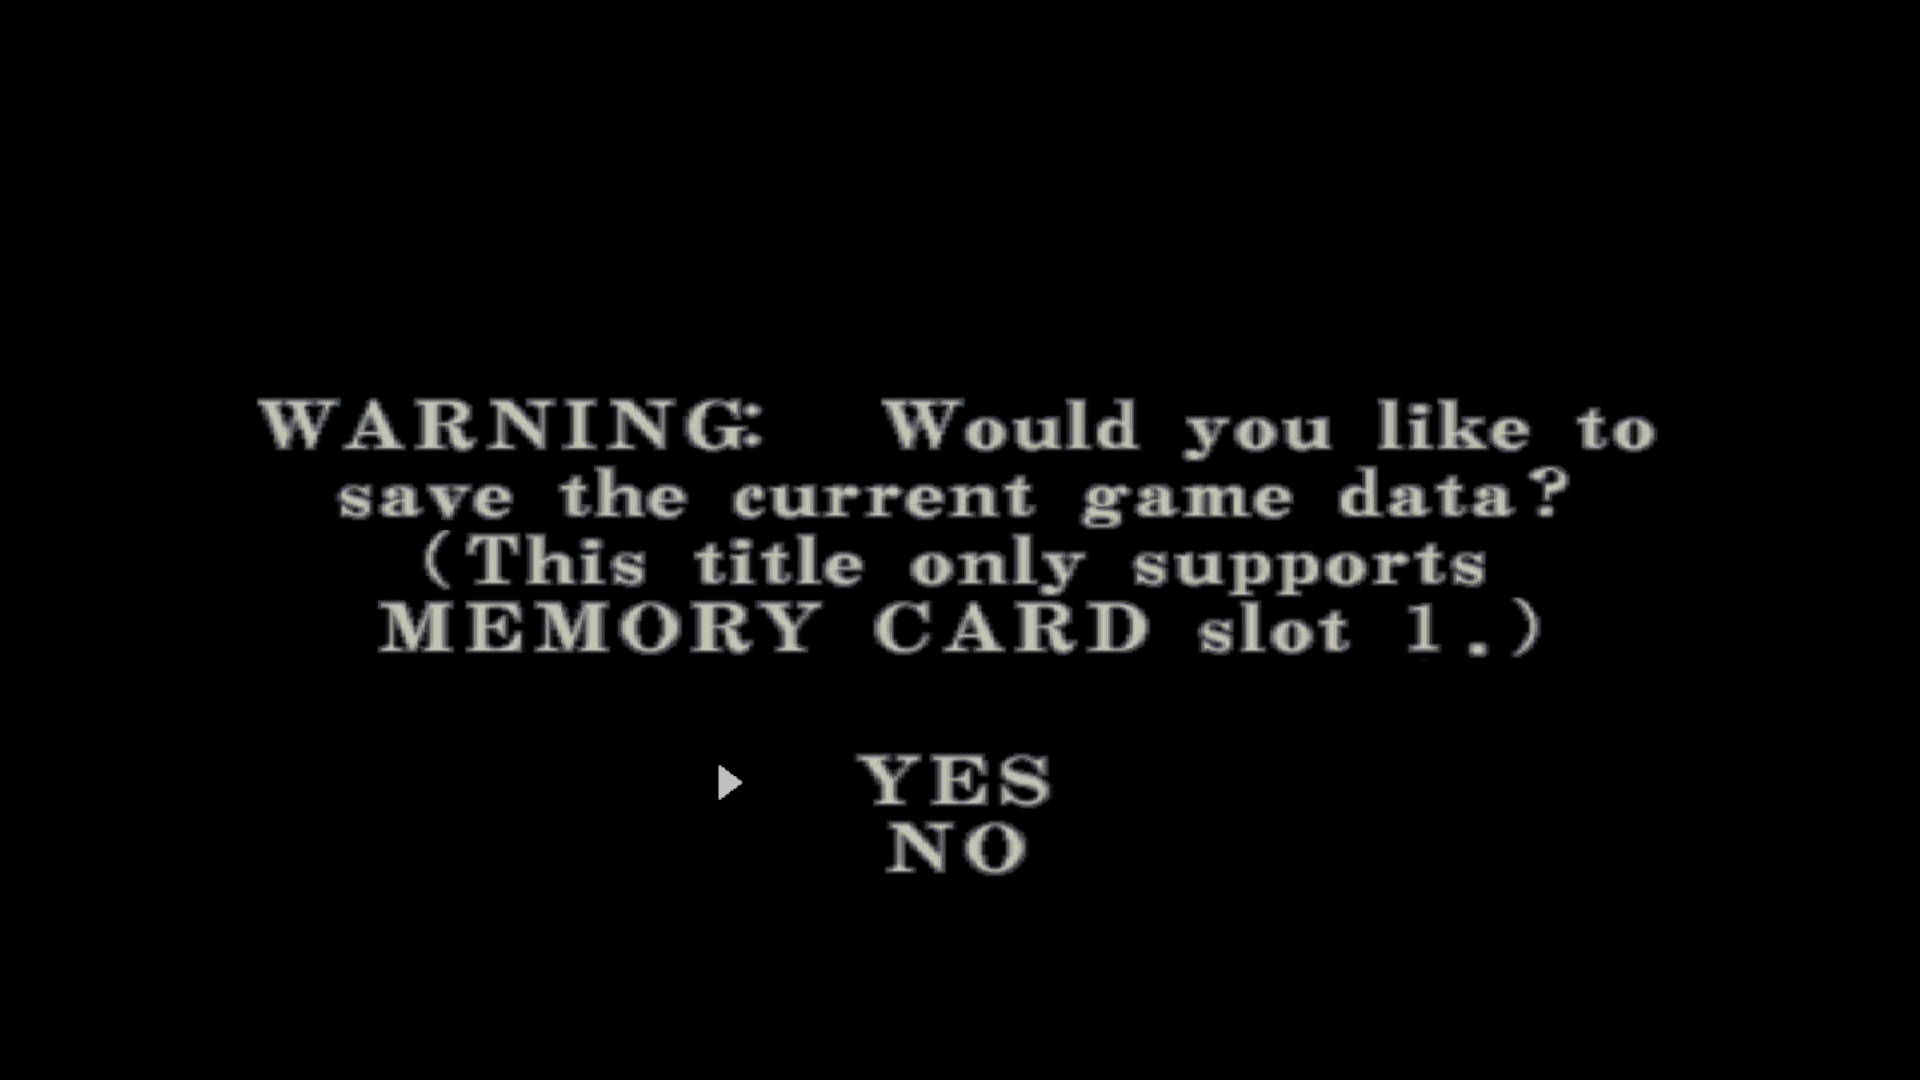 WARNING: Would you like to
save the current game data?
(This title only supports
MEMORY CARD slot 1.)
YES
NO